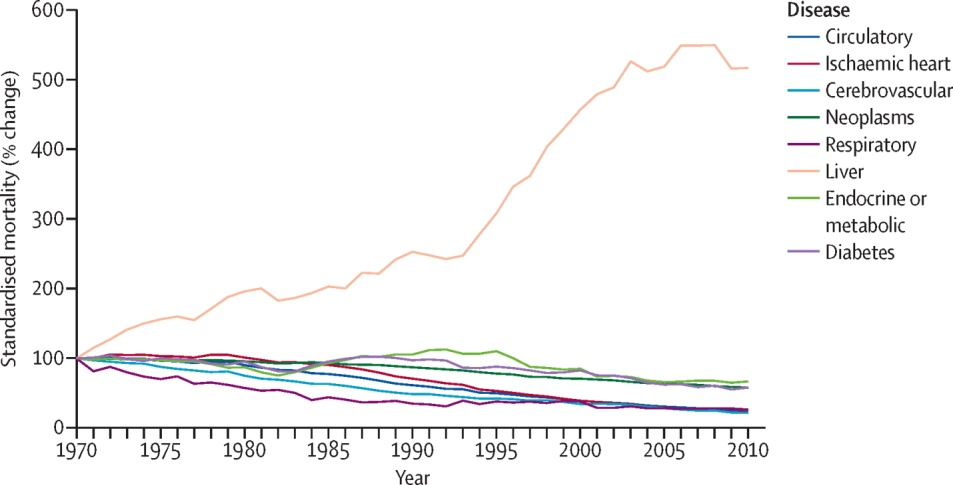 600
500
400
300
200
100
0
Standardised mortality (% change)
1970
1975
1980
1985
1990
1995
2000
2005
2010
Year
Disease
Circulatory
Ischaemic heart
Cerebrovascular
Neoplasms
Respiratory
Liver
Endocrine or
metabolic
Diabetes